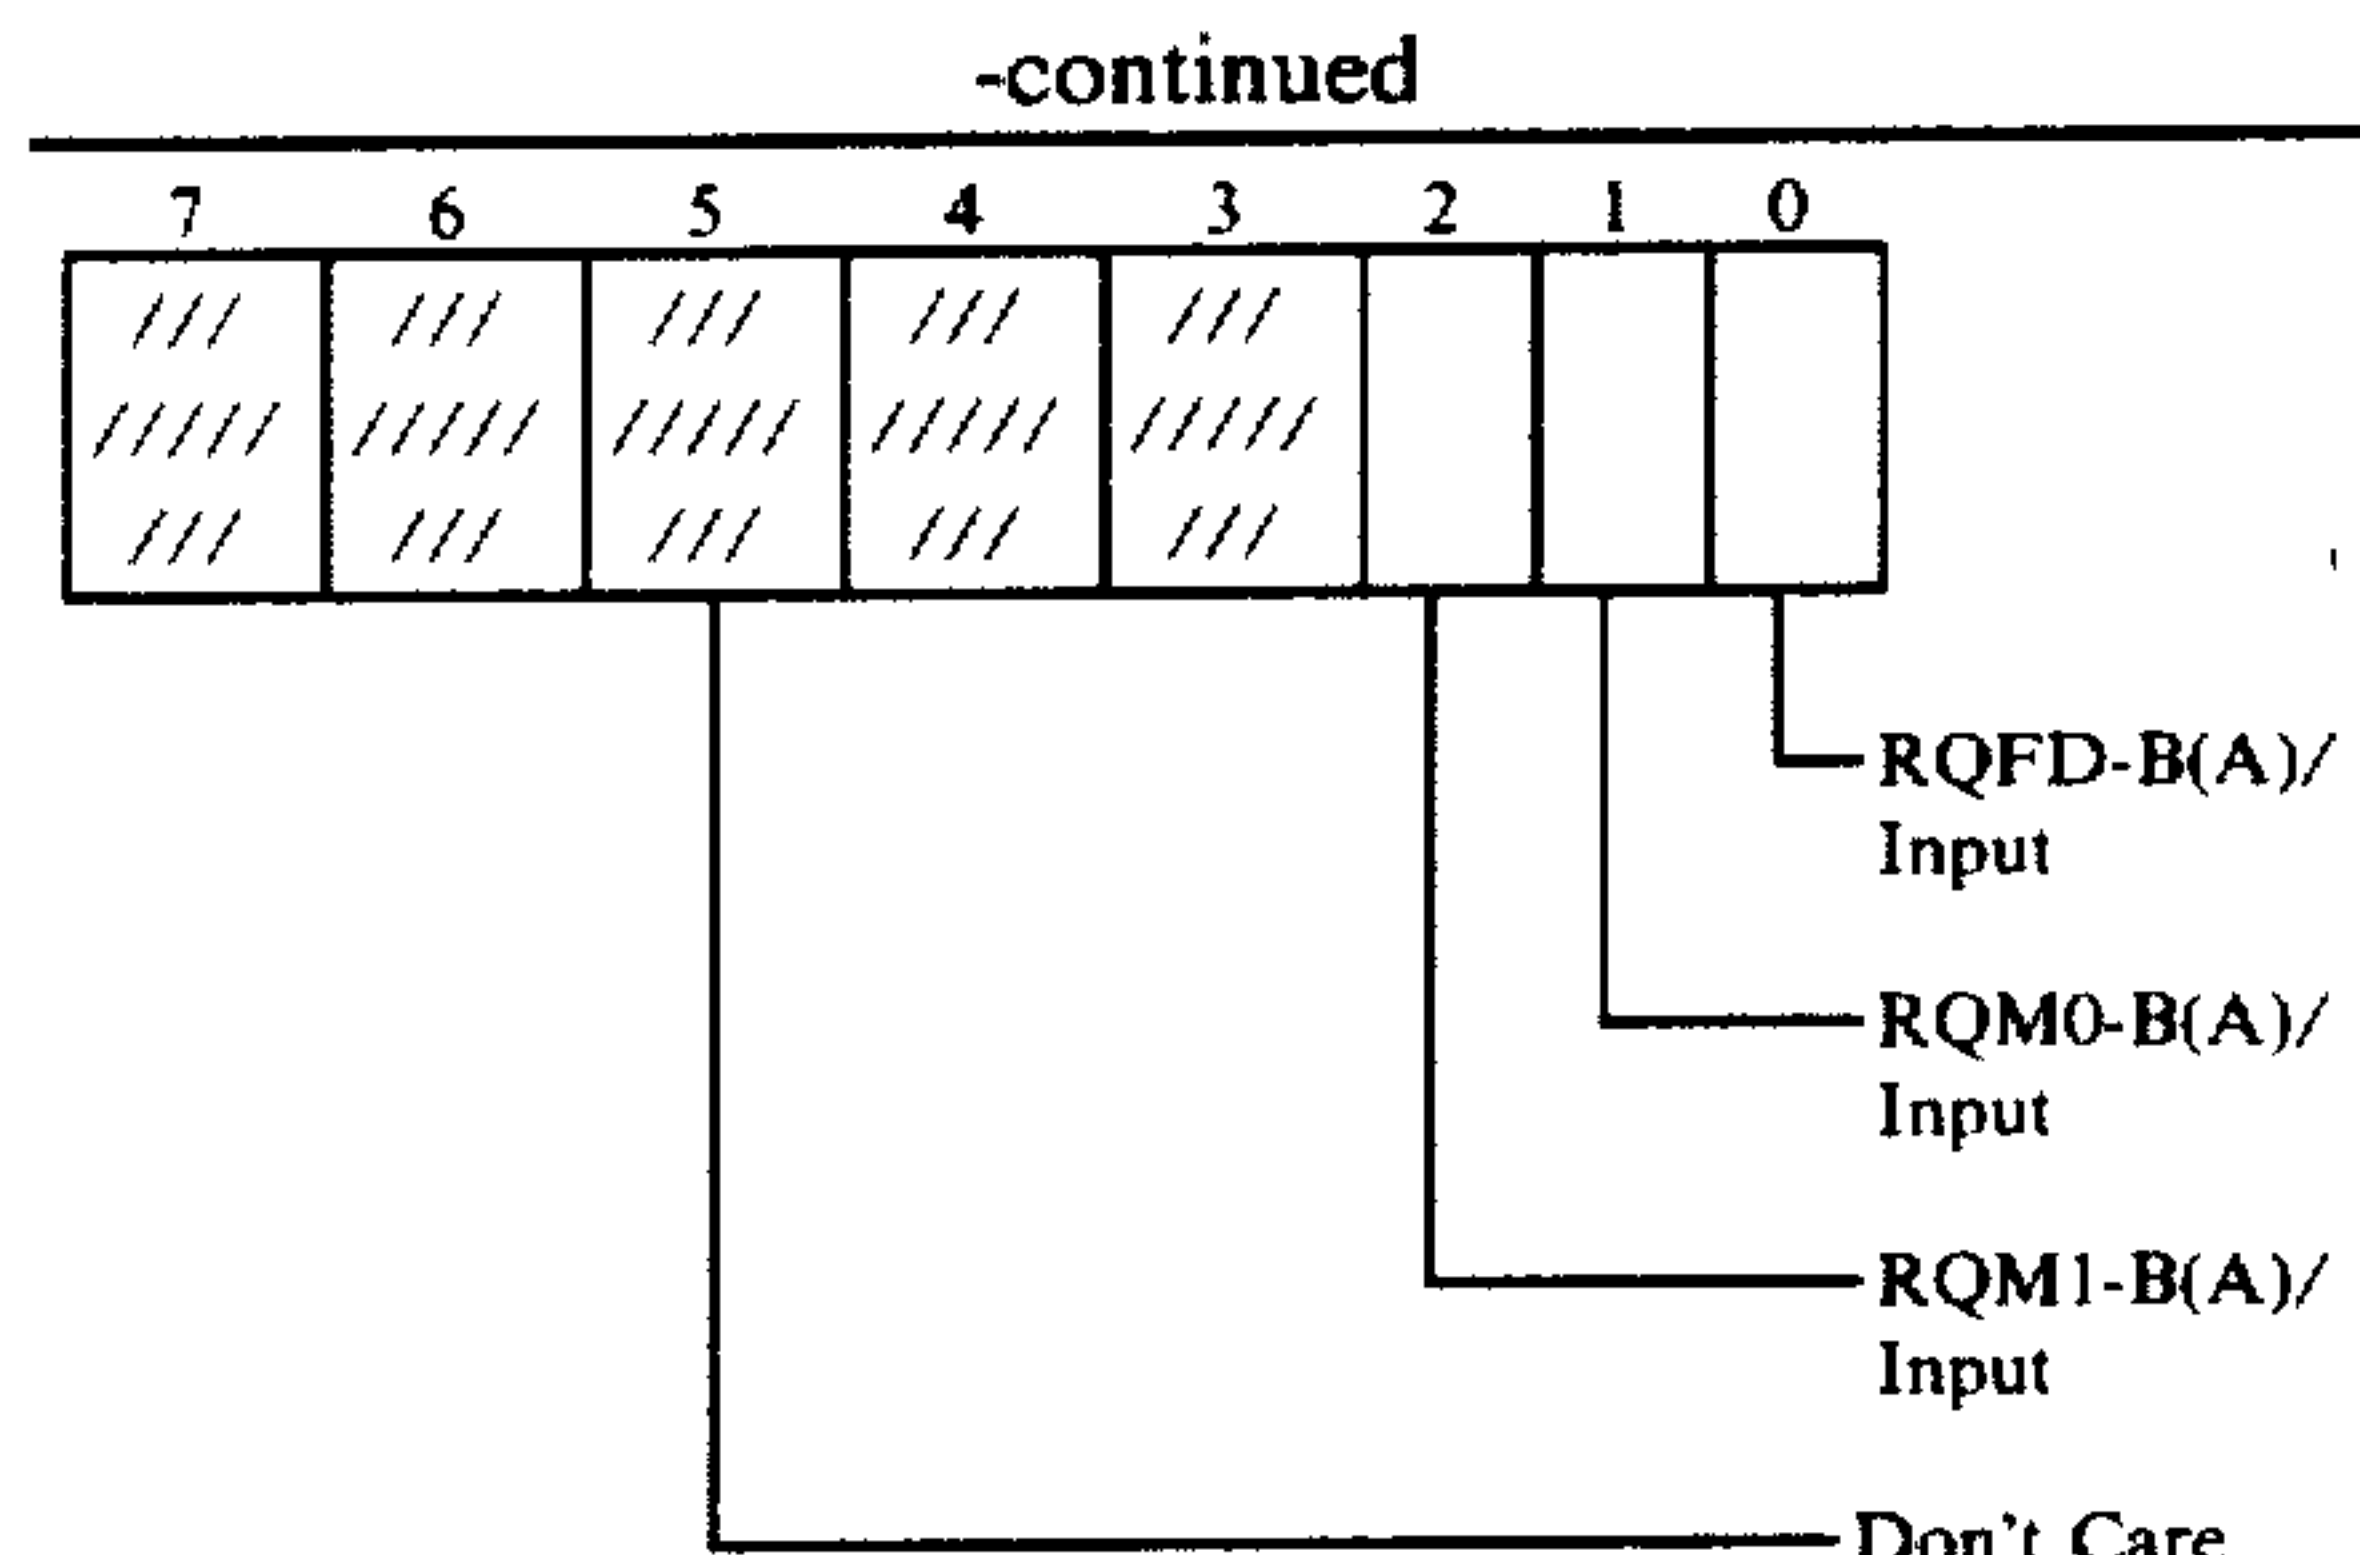 -continued
7 6 5 4 3 2 1 0
/// /// /// /// ///
///// ///// ///// ///// /////
/// /// /// /// ///
RQFD-B(A)/
Input
RQM0-B(A)/
Input
RQM1-B(A)/
Input
Don't Care